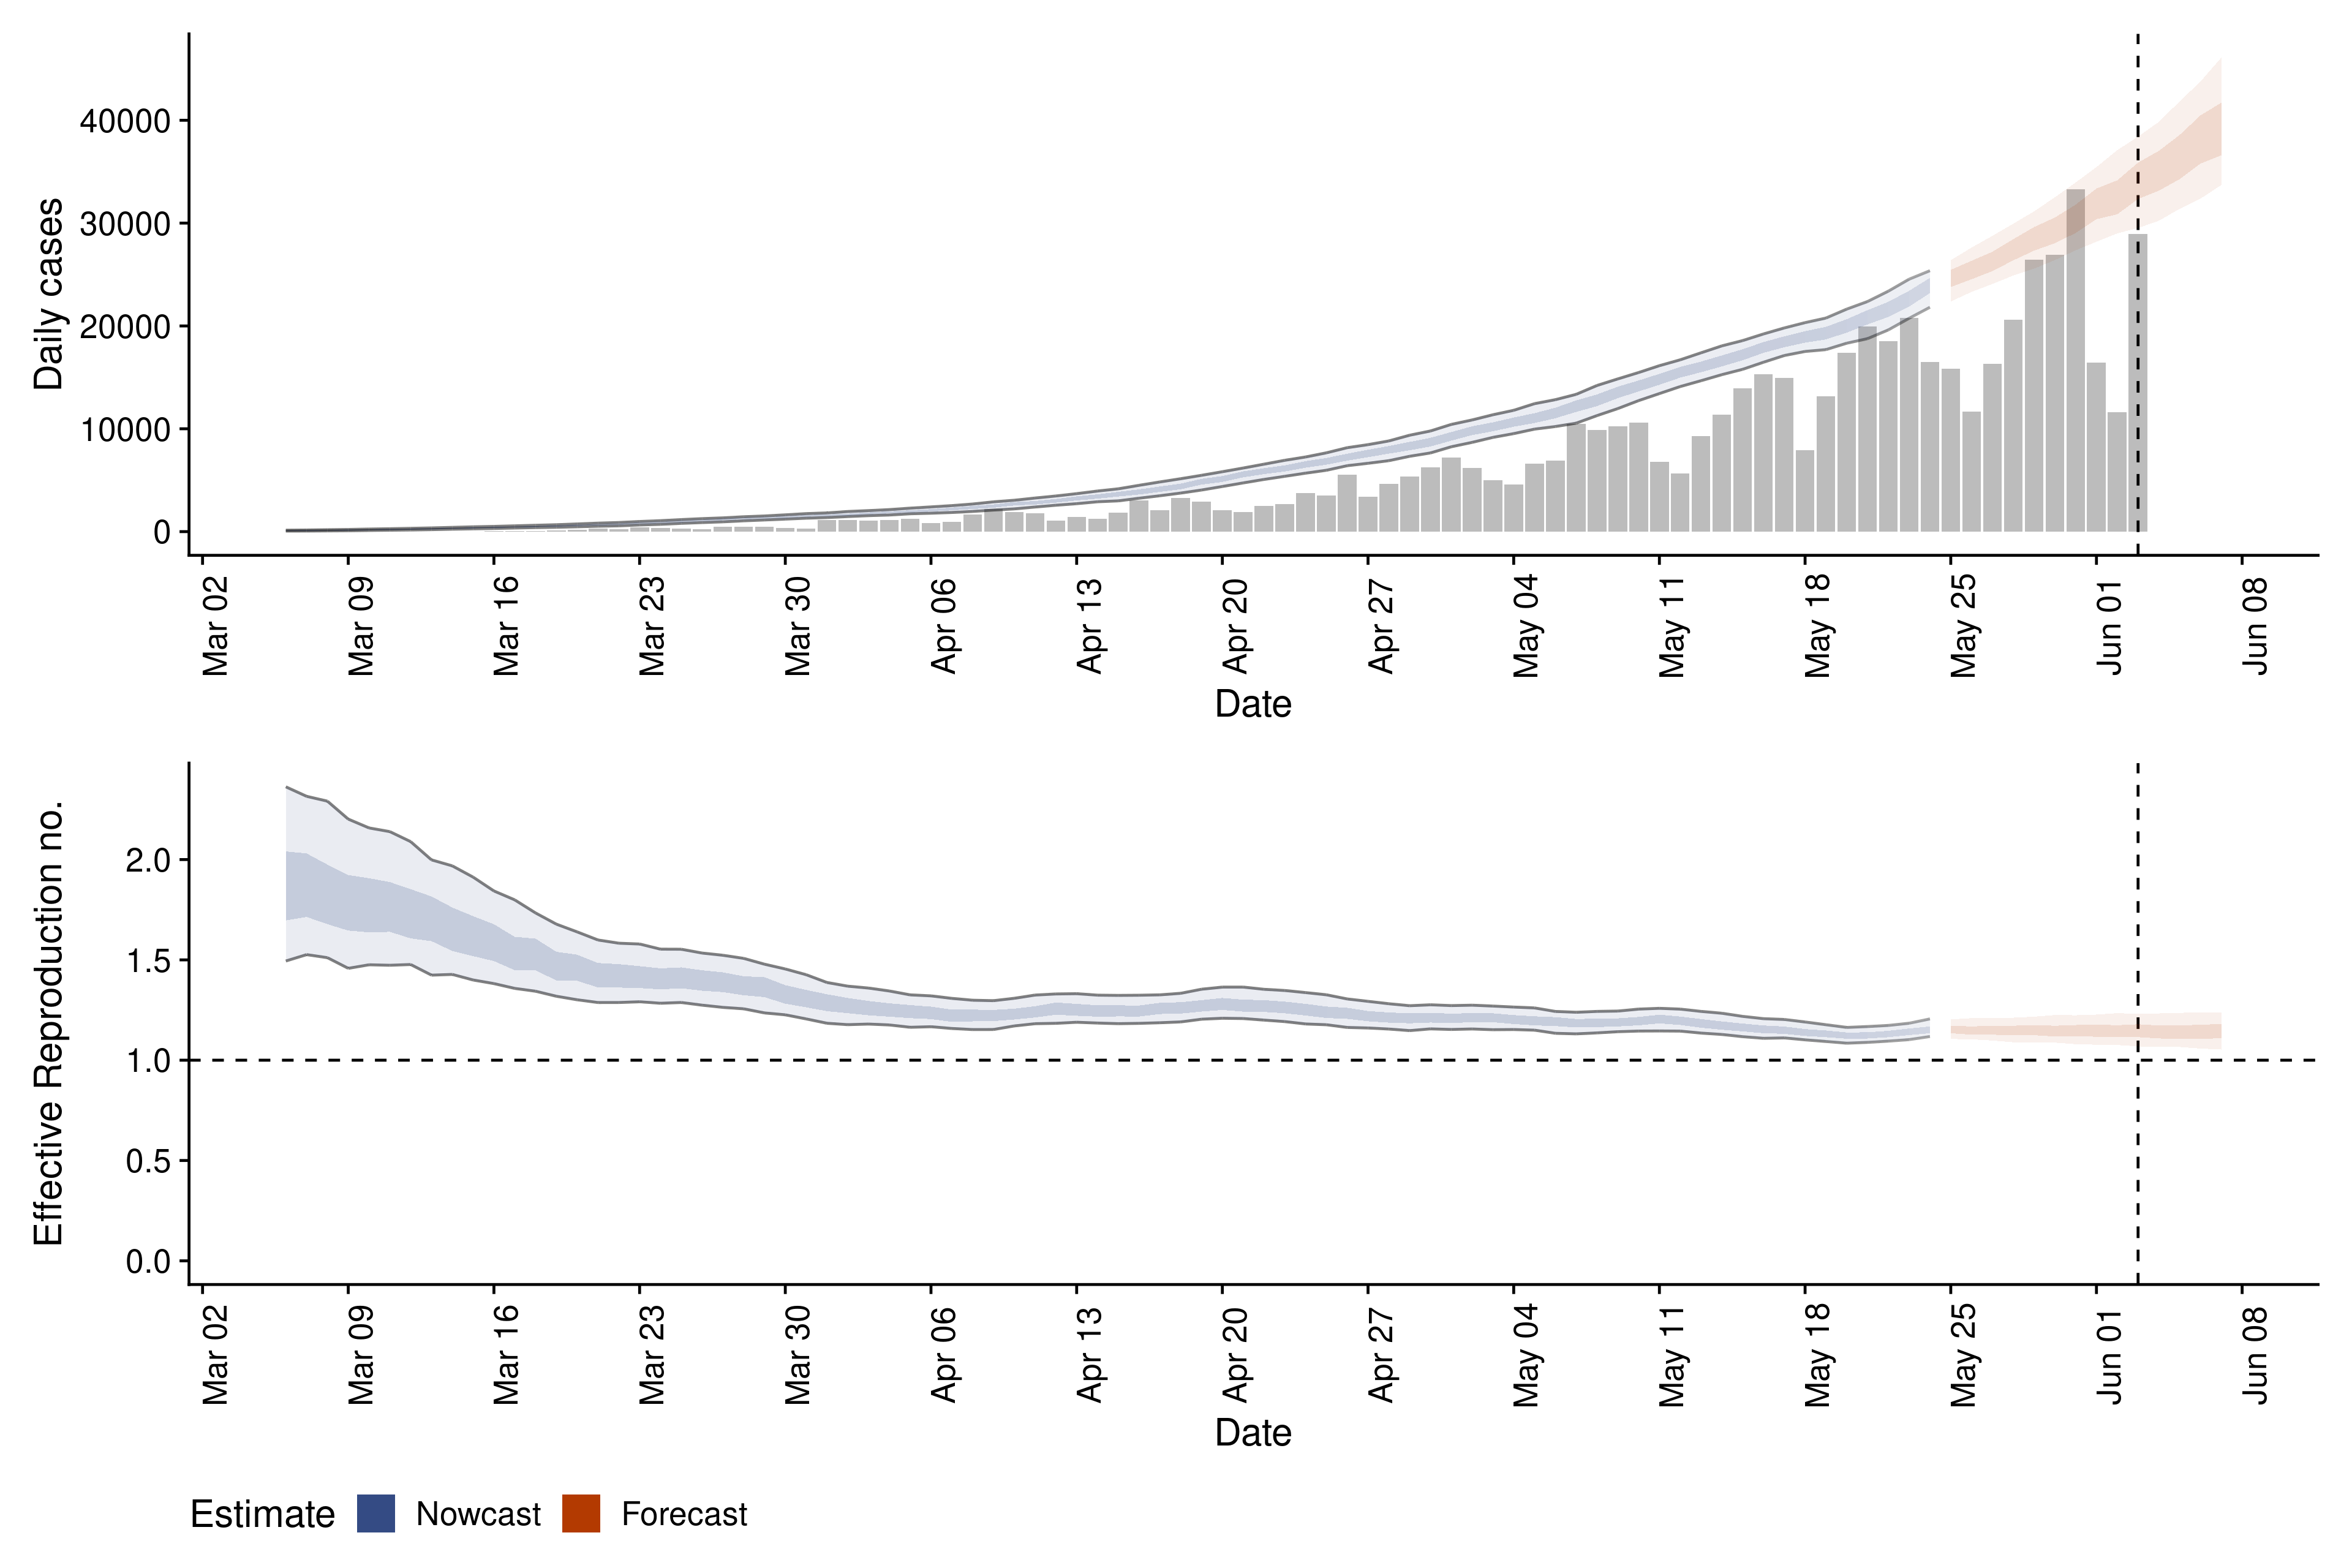 Daily cases
40000
30000
20000
10000
0
Mar 02 Mar 09 Mar 16 Mar 23 Mar 30 Apr 06 Apr 13 Apr 20 Apr 27 May 04 May 11 May 18 May 25 Jun 01 Jun 08
Date
Effective Reproduction no.
2.0
1.5
1.0
0.5
0.0
Mar 02 Mar 09 Mar 16 Mar 23 Mar 30 Apr 06 Apr 13 Apr 20 Apr 27 May 04 May 11 May 18 May 25 Jun 01 Jun 08
Date
Estimate Nowcast Forecast